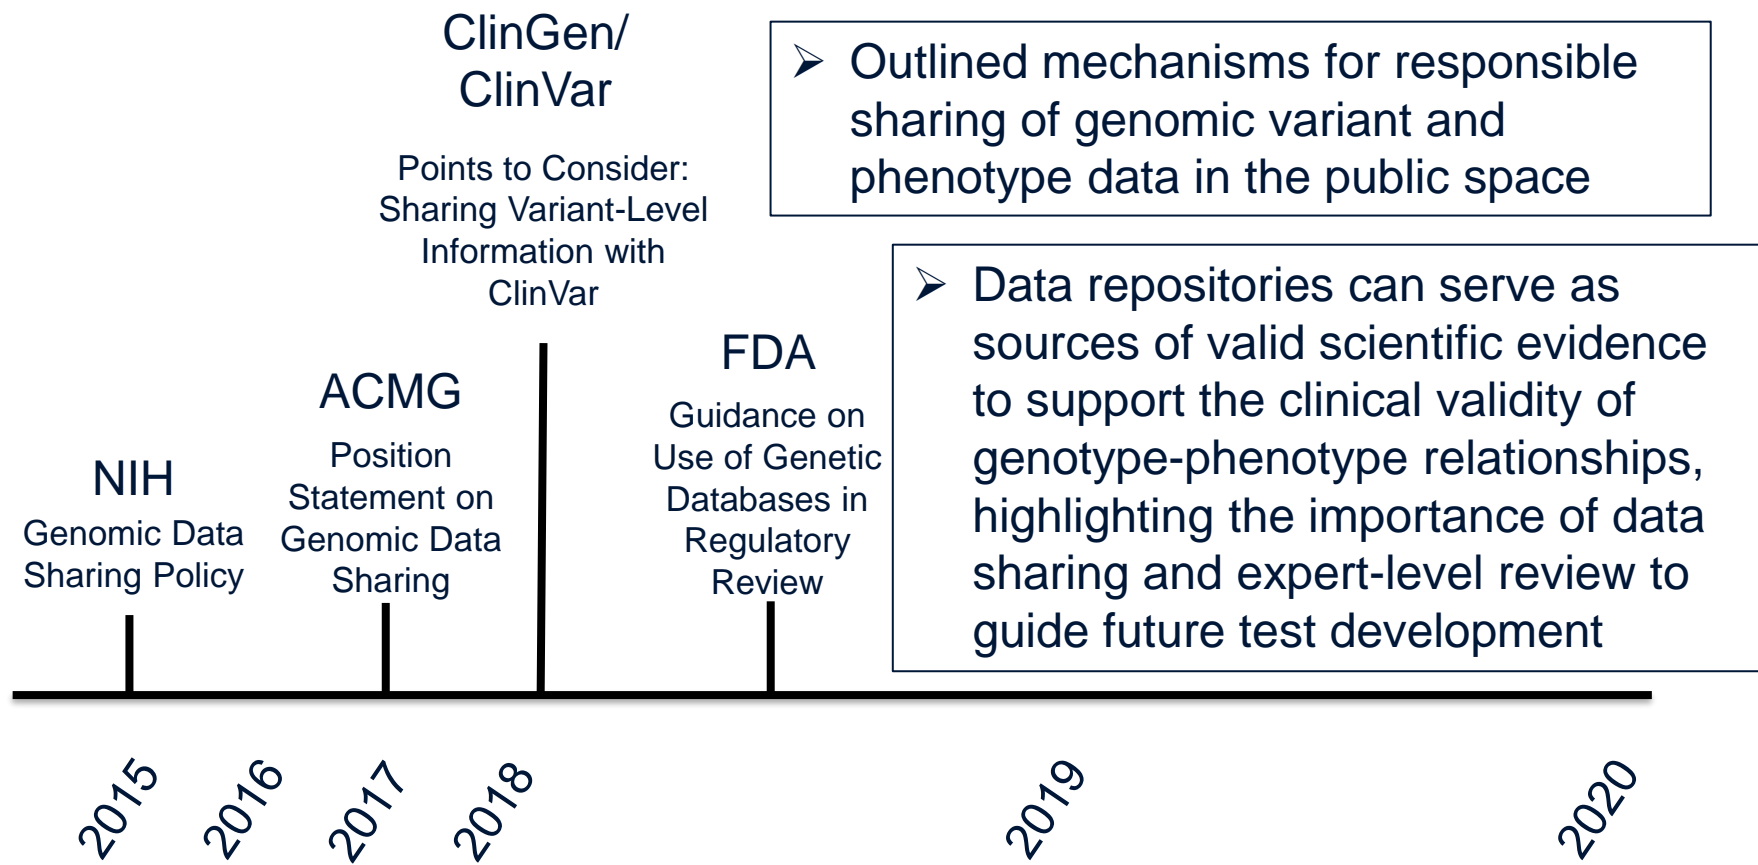 ClinGen/
ClinVar
Points to Consider:
Sharing Variant-Level
Information with
ClinVar
➢ Outlined mechanisms for responsible
sharing of genomic variant and
phenotype data in the public space
➢ Data repositories can serve as
sources of valid scientific evidence
to support the clinical validity of
genotype-phenotype relationships,
highlighting the importance of data
sharing and expert-level review to
guide future test development
NIH
Genomic Data
Sharing Policy
ACMG
Position
Statement on
Genomic Data
Sharing
FDA
Guidance on
Use of Genetic
Databases in
Regulatory
Review
2015
2016
2017
2018
2019
2020